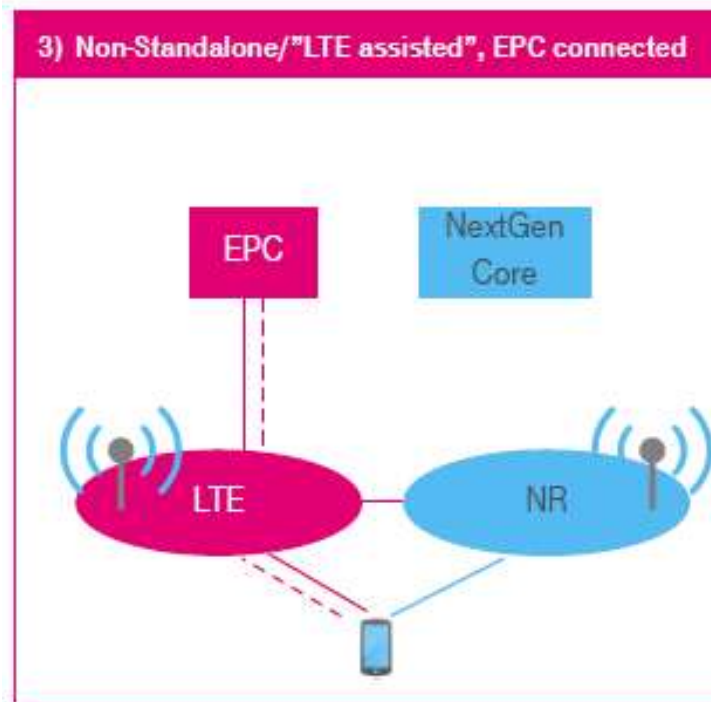 3) Non-Standalone/”LTE assisted”, EPC connected
EPC
NextGen
Core
LTE
NR